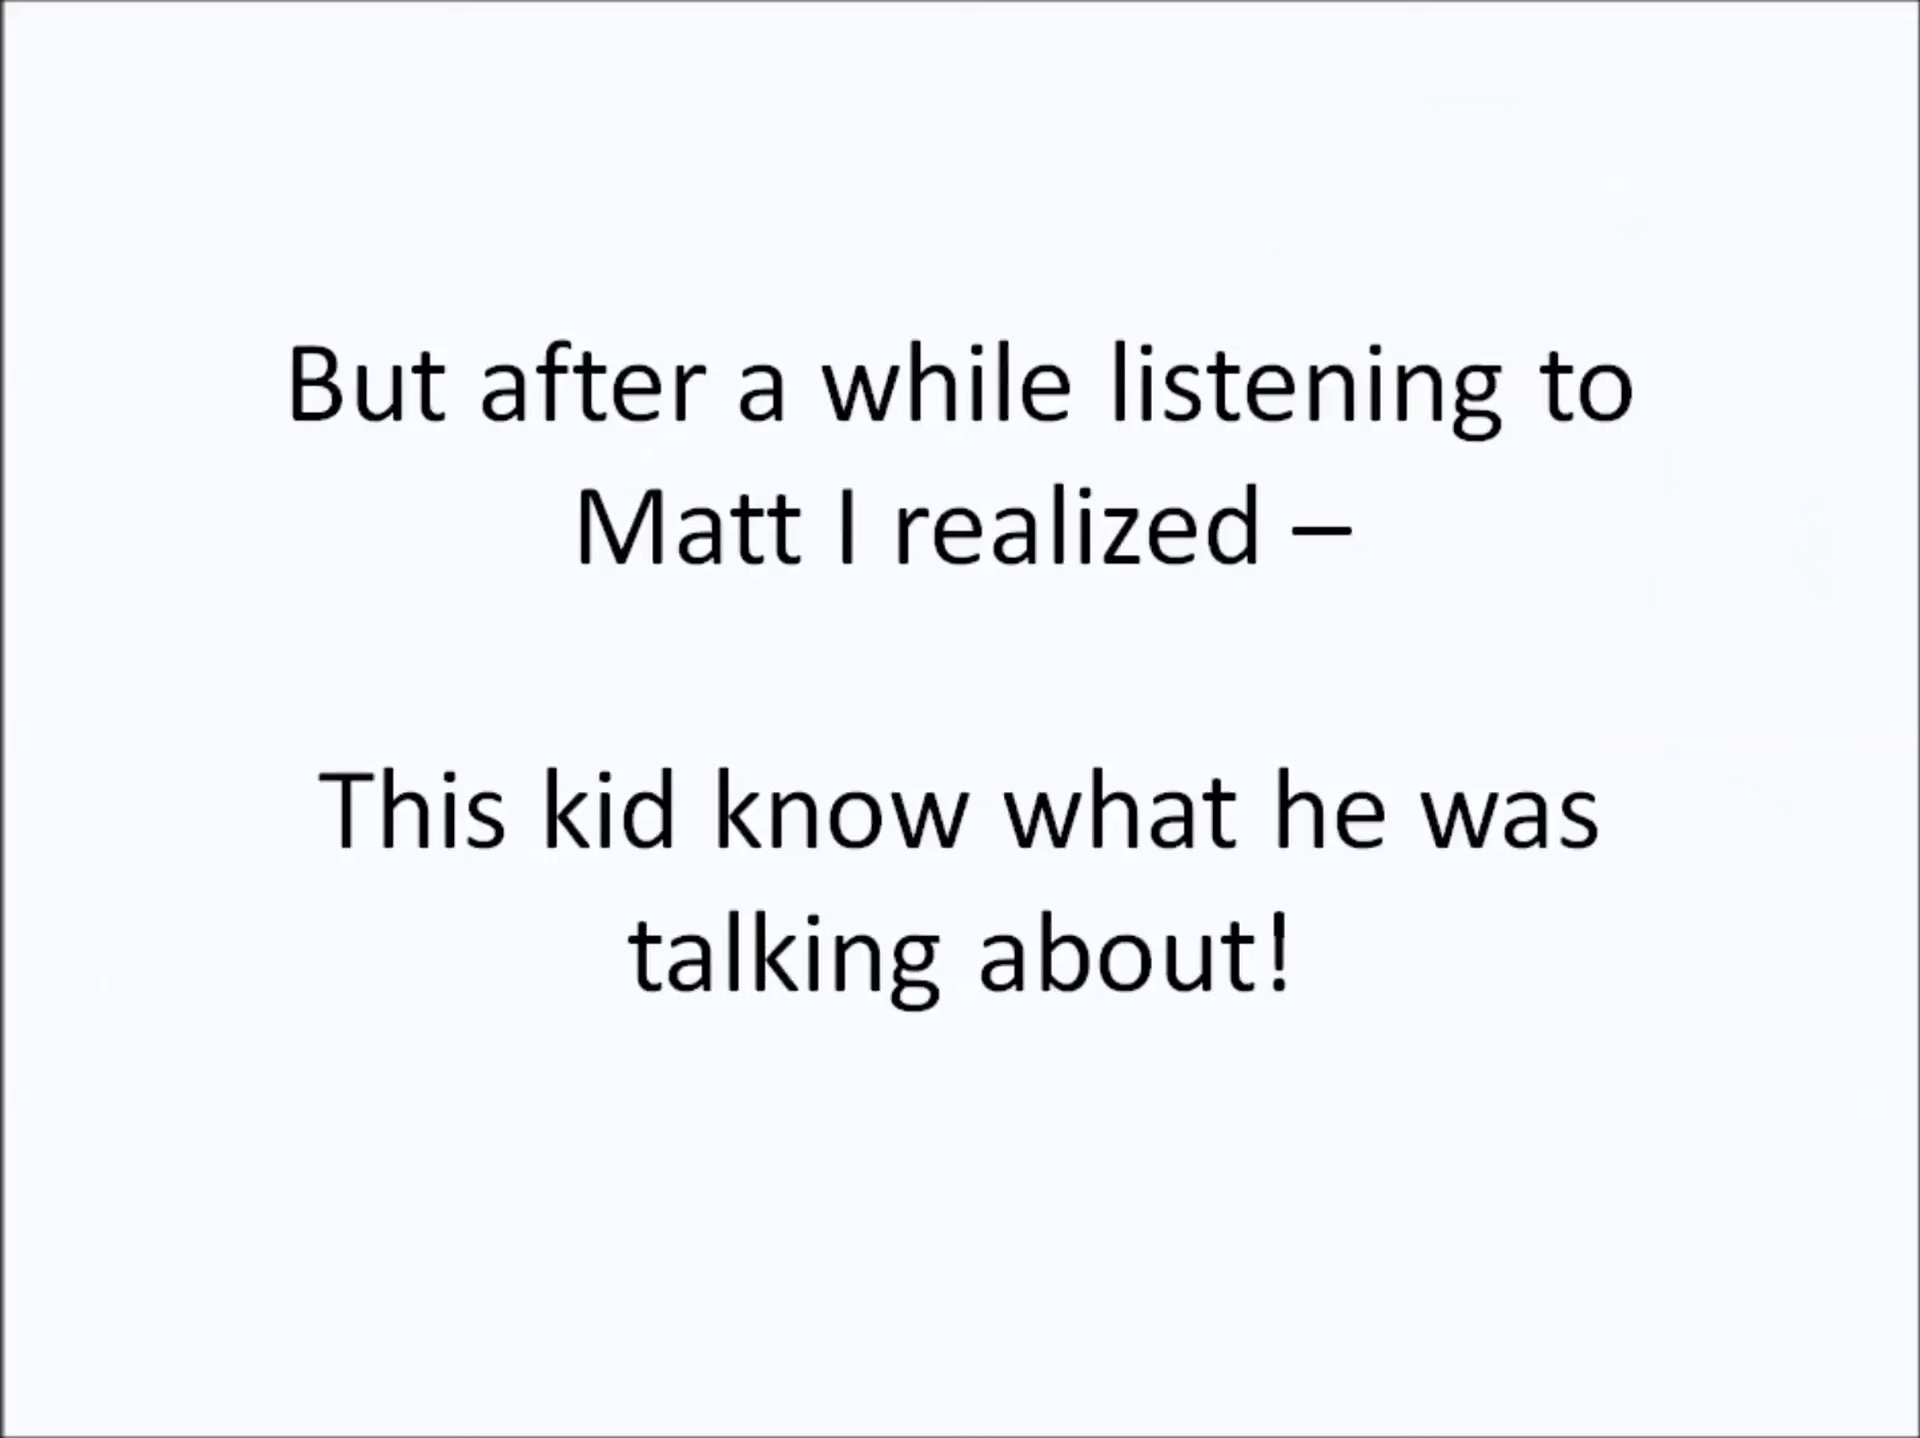 But after a while listening to
Matt I realized –
This kid know what he was
talking about!